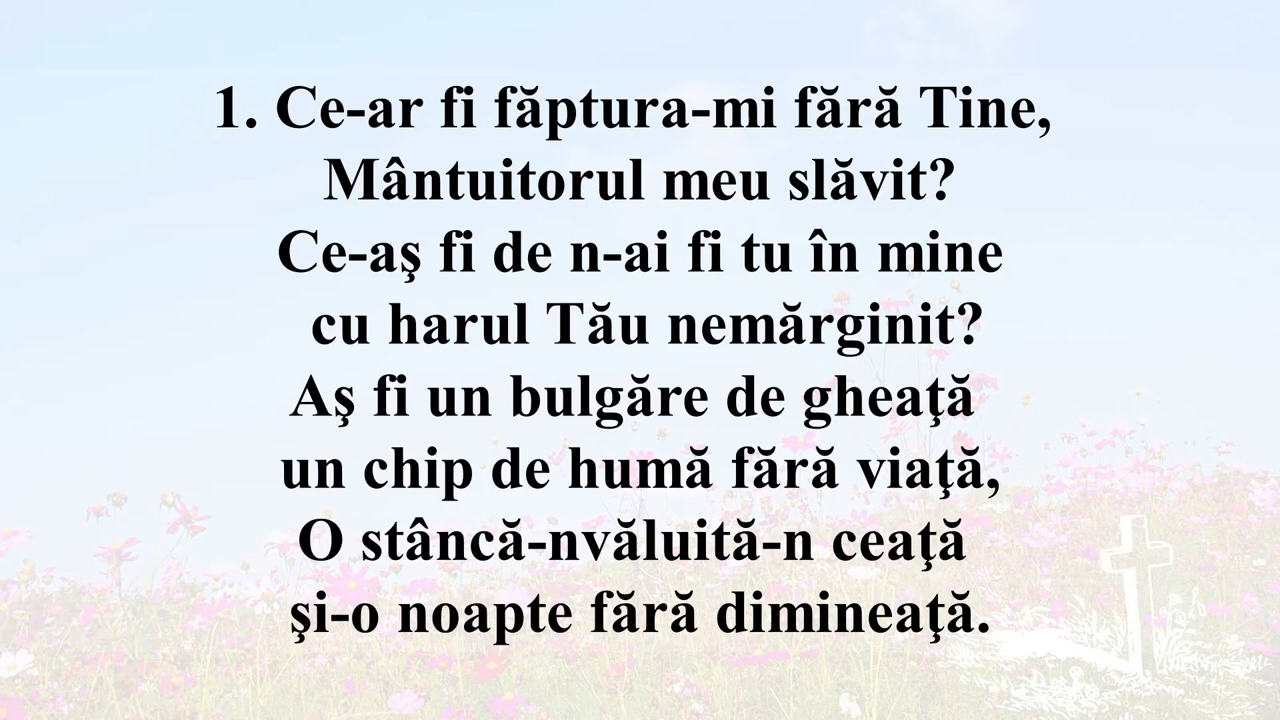 1. Ce-ar fi făptura-mi fără Tine,
Mântuitorul meu slăvit?
Ce-aş fi de n-ai fi tu în mine
cu harul Tău nemărginit?
Aş fi un bulgăre de gheaţă
un chip de humă fără viaţă,
O stâncă-nvăluită-n ceaţă
şi-o noapte fără dimineaţă.